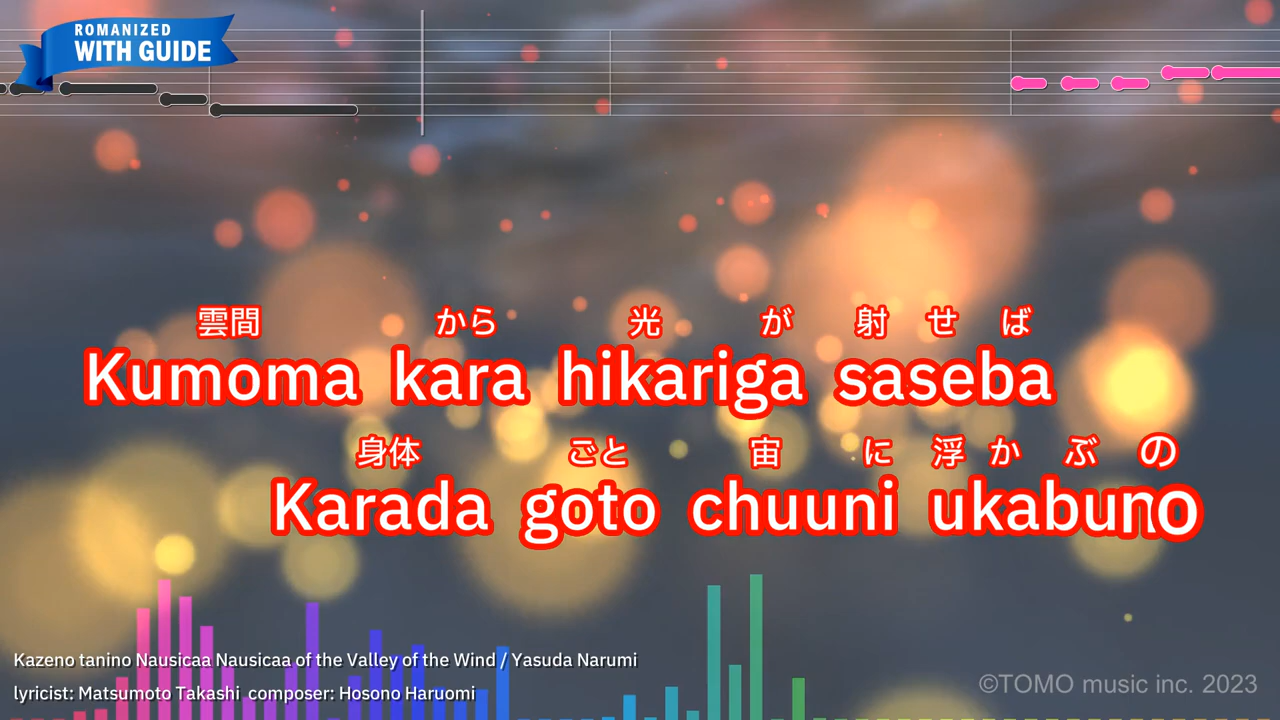 ROMANIZED
WITH GUIDE
雲間 から 光 が 射 せ ば
Kumoma kara hikariga saseba
身体 ごと 宙 に 浮 か ぶ の
Karada goto chuuni ukabuno
Kazeno tanino Nausicaa Nausicaa of the Valley of the Wind / Yasuda Narumi
lyricist: Matsumoto Takashi composer: Hosono Haruomi
©TOMO music inc. 2023